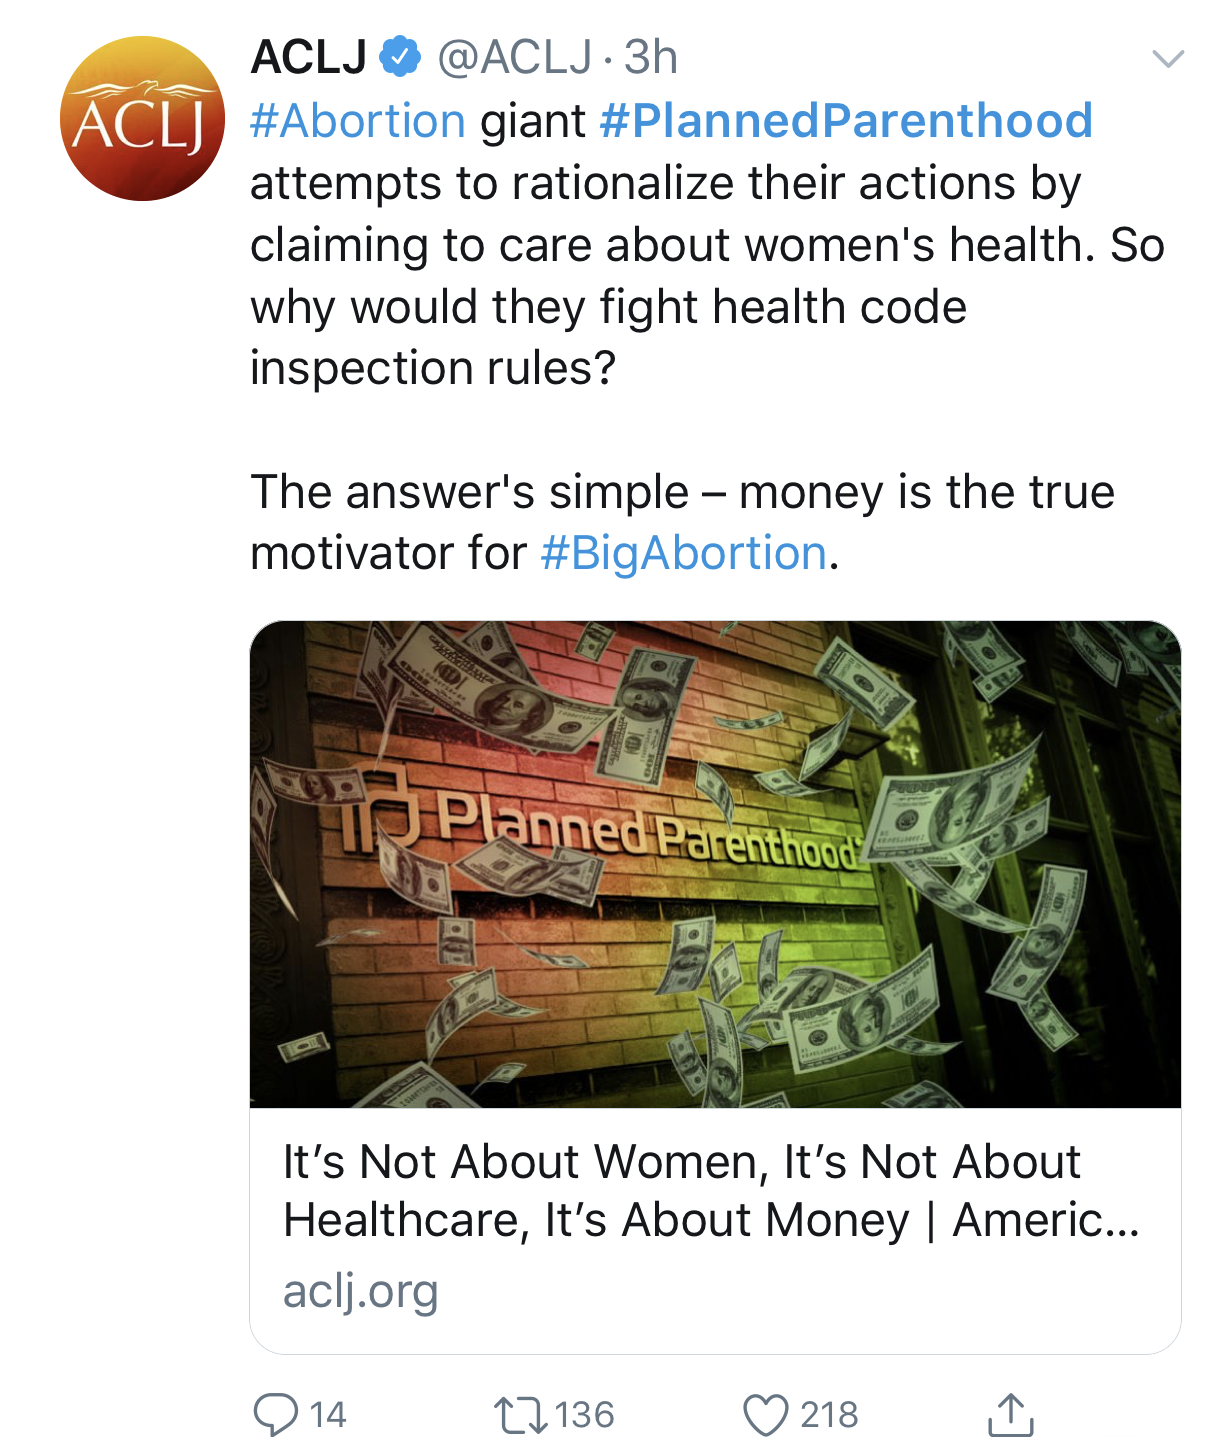 ACLJ @ACLJ · 3h
ACLJ
#Abortion giant #PlannedParenthood
attempts to rationalize their actions by
claiming to care about women's health. So
why would they fight health code
inspection rules?
The answer's simple – money is the true
motivator for #BigAbortion.
Planned Parenthood
It’s Not About Women, It’s Not About
Healthcare, It’s About Money | Americ...
aclj.org
14 136 218